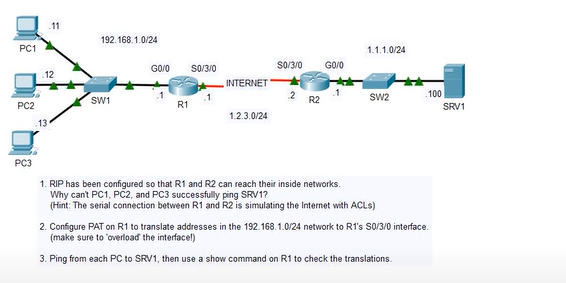 .11
PC1
192.168.1.0/24
1.1.1.0/24
.12
G0/0
S0/3/0
S0/3/0
G0/0
INTERNET
PC2
SW1
.1
R1
.1
.2
R2
.1
SW2
.100
SRV1
.13
1.2.3.0/24
PC3
1. RIP has been configured so that R1 and R2 can reach their inside networks.
Why can't PC1, PC2, and PC3 successfully ping SRV1?
(Hint: The serial connection between R1 and R2 is simulating the Internet with ACLs)
2. Configure PAT on R1 to translate addresses in the 192.168.1.0/24 network to R1's S0/3/0 interface.
(make sure to 'overload' the interface!)
3. Ping from each PC to SRV1, then use a show command on R1 to check the translations.